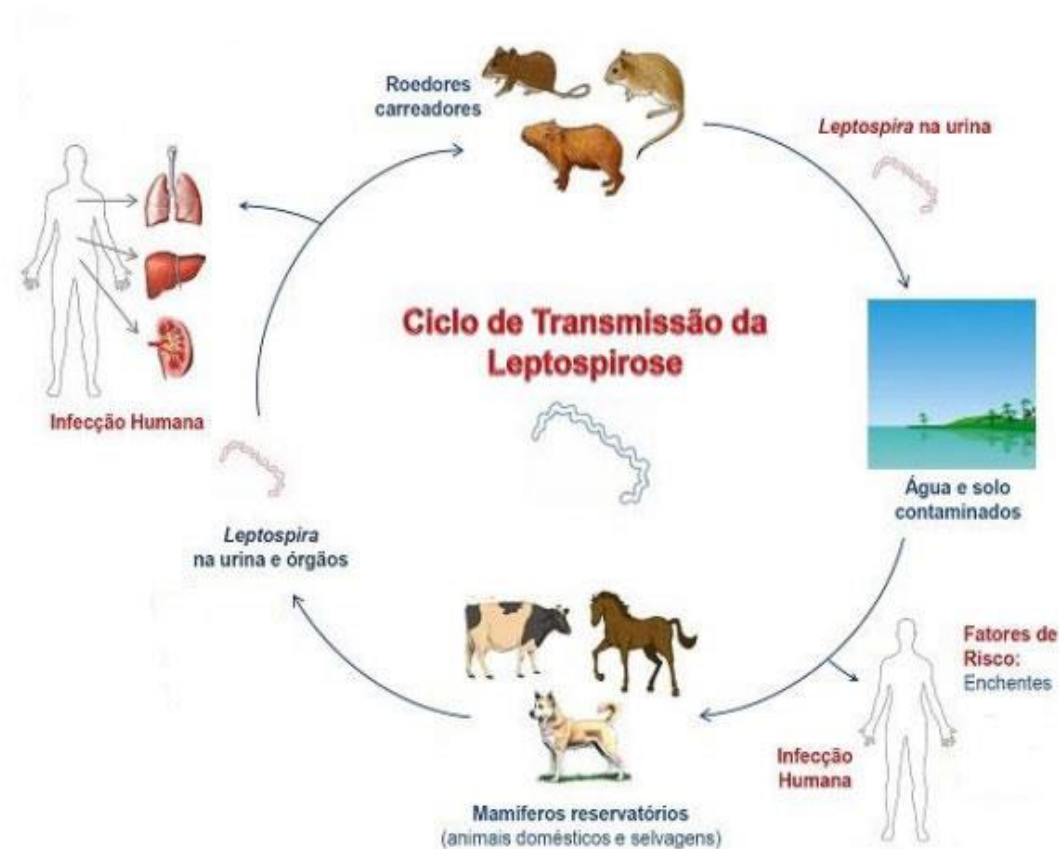 Roedores
carreadores
Leptospira na urina
Ciclo de Transmissão da
Leptospirose
Infecção Humana
Água e solo
contaminados
Leptospira
na urina e órgãos
Fatores de
Risco:
Enchentes
Infecção
Humana
Mamíferos reservatórios
(animais domésticos e selvagens)